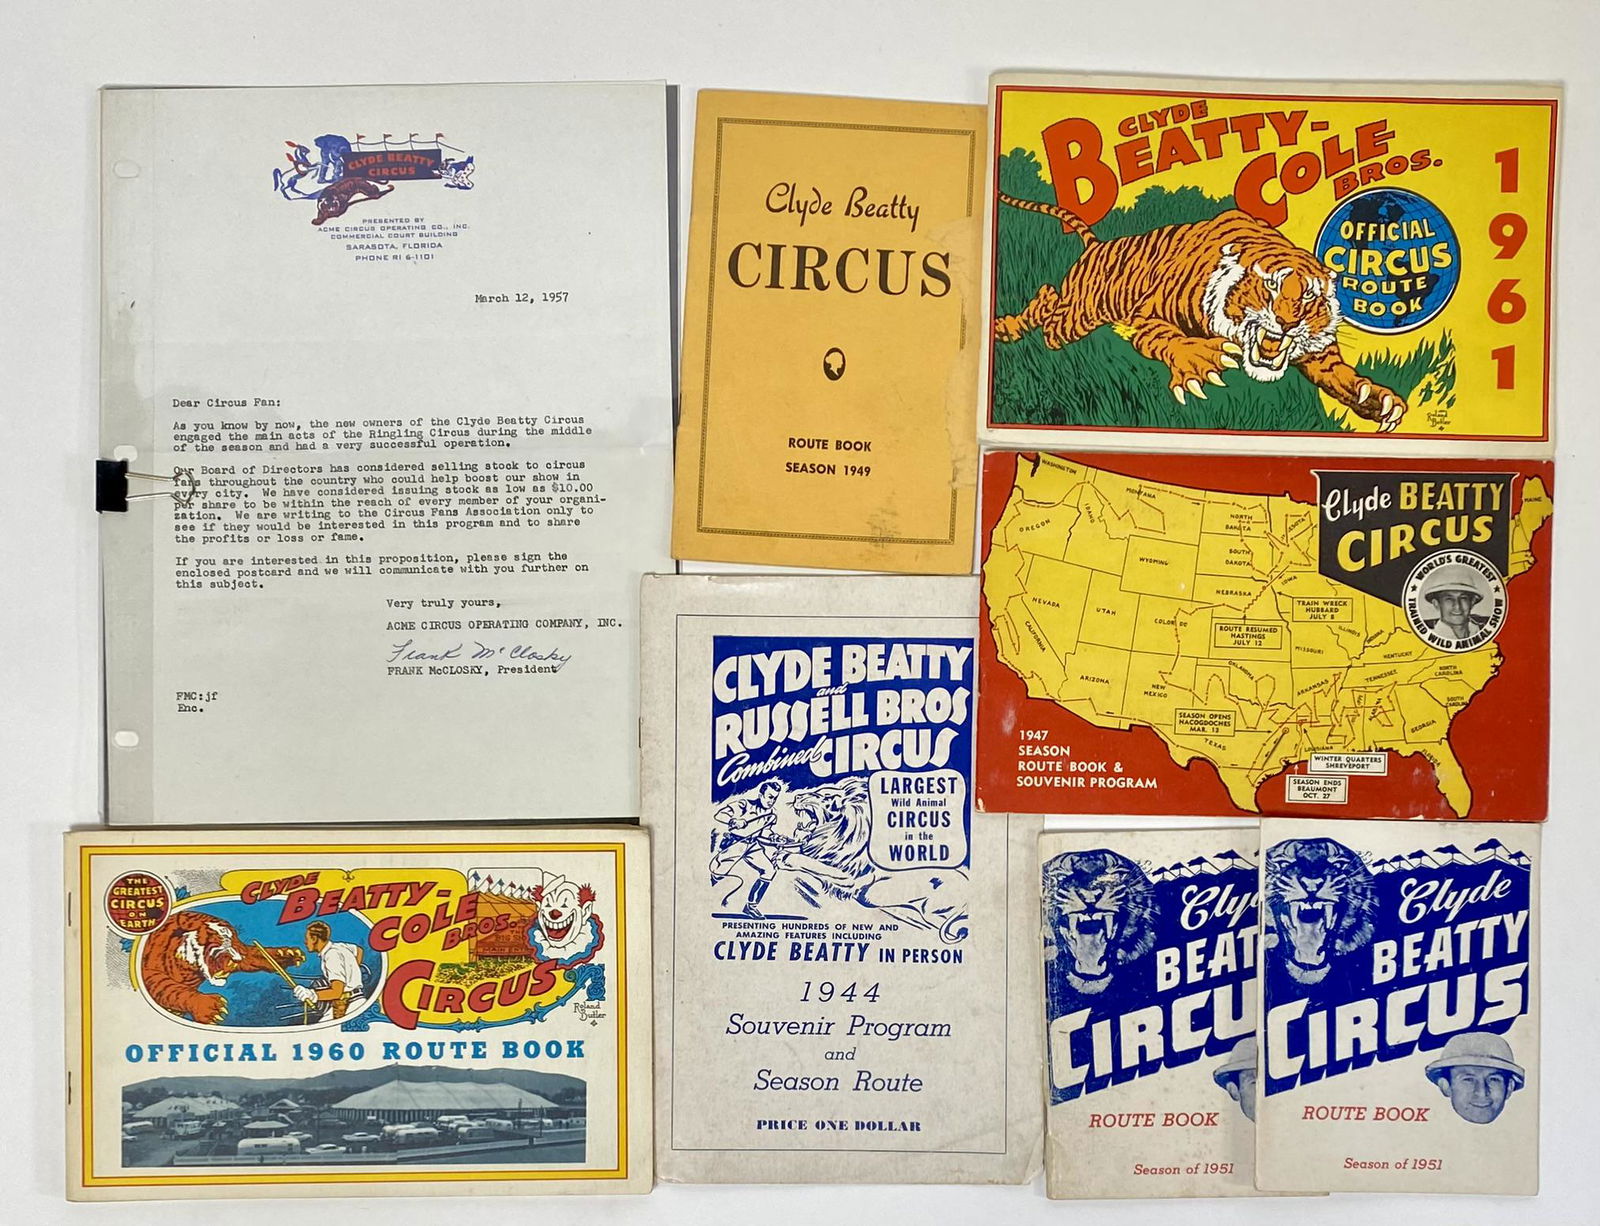 CLYDE BEATTY
CIRCUS
PRESENTED BY
ACME CIRCUS OPERATING CO., INC.
COMMERCIAL COURT BUILDING
SARASOTA, FLORIDA
PHONE RI 6-1101
March 12, 1957
Dear Circus Fan:
As you know by now, the new owners of the Clyde Beatty Circus
engaged the main acts of the Ringling Circus during the middle
of the season and had a very successful operation.
Our Board of Directors has considered selling stock to circus
fans throughout the country who could help boost our show in
every city. We have considered issuing stock as low as $10.00
per share to be within the reach of every member of your organi-
zation. We are writing to the Circus Fans Association only to
see if they would be interested in this program and to share
the profits or loss or fame.
If you are interested in this proposition, please sign the
enclosed postcard and we will communicate with you further on
this subject.
Very truly yours,
ACME CIRCUS OPERATING COMPANY, INC.
Frank McClosky
FRANK McCLOSKY, President
FMC:jf
Enc.
Clyde Beatty
CIRCUS
ROUTE BOOK
SEASON 1949
CLYDE
BEATTY-
COLE
BROS.
OFFICIAL
CIRCUS
ROUTE
BOOK
1
9
6
1
Roland
Butler
Clyde BEATTY
CIRCUS
WORLD'S GREATEST
TRAINED WILD ANIMAL SHOW
WASHINGTON
OREGON
IDAHO
MONTANA
NORTH
DAKOTA
SOUTH
DAKOTA
WYOMING
NEBRASKA
IOWA
NEVADA
UTAH
COLORADO
CALIFORNIA
ARIZONA
NEW
MEXICO
TEXAS
OKLAHOMA
MISSOURI
ILLINOIS
INDIANA
KENTUCKY
TENNESSEE
ARKANSAS
LOUISIANA
GEORGIA
NORTH
CAROLINA
SOUTH
CAROLINA
MAINE
TRAIN WRECK
HUBBARD
JULY 8
ROUTE RESUMED
HASTINGS
JULY 12
SEASON OPENS
NACOGDOCHES
MAR. 13
WINTER QUARTERS
SHREVEPORT
SEASON ENDS
BEAUMONT
OCT. 27
1947
SEASON
ROUTE BOOK &
SOUVENIR PROGRAM
THE
GREATEST
CIRCUS
ON
EARTH
CLYDE
BEATTY-
COLE
BROS.
CIRCUS
Roland
Butler
OFFICIAL 1960 ROUTE BOOK
CLYDE BEATTY
and
RUSSELL BROS
Combined CIRCUS
LARGEST
Wild Animal
CIRCUS
in the
WORLD
PRESENTING HUNDREDS OF NEW AND
AMAZING FEATURES INCLUDING
CLYDE BEATTY IN PERSON
1944
Souvenir Program
and
Season Route
PRICE ONE DOLLAR
Clyd
BEAT
CIRCU
ROUTE BOOK
Season of 1951
Clyde
BEATTY
CIRCUS
ROUTE BOOK
Season of 1951